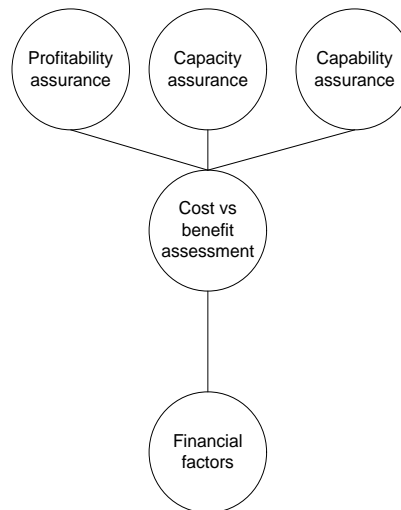 Profitability
assurance
Capacity
assurance
Capability
assurance
Cost vs
benefit
assessment
Financial
factors